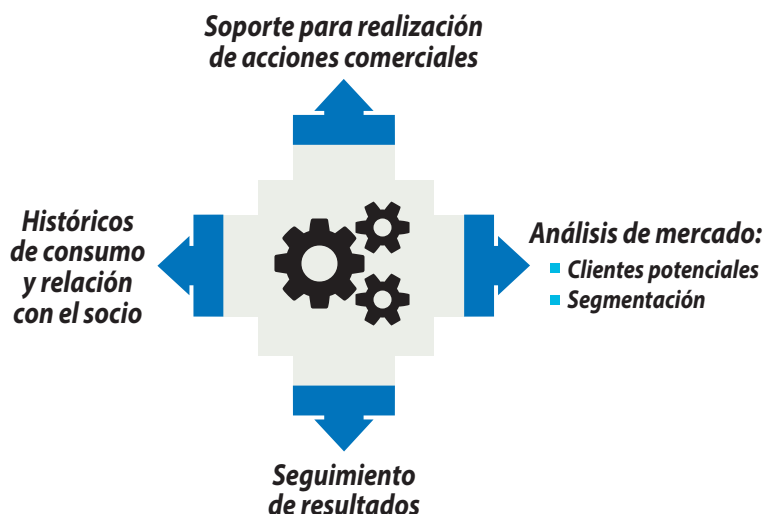 Soporte para realización
de acciones comerciales
Históricos
de consumo
y relación
con el socio
Análisis de mercado:
Clientes potenciales
Segmentación
Seguimiento
de resultados